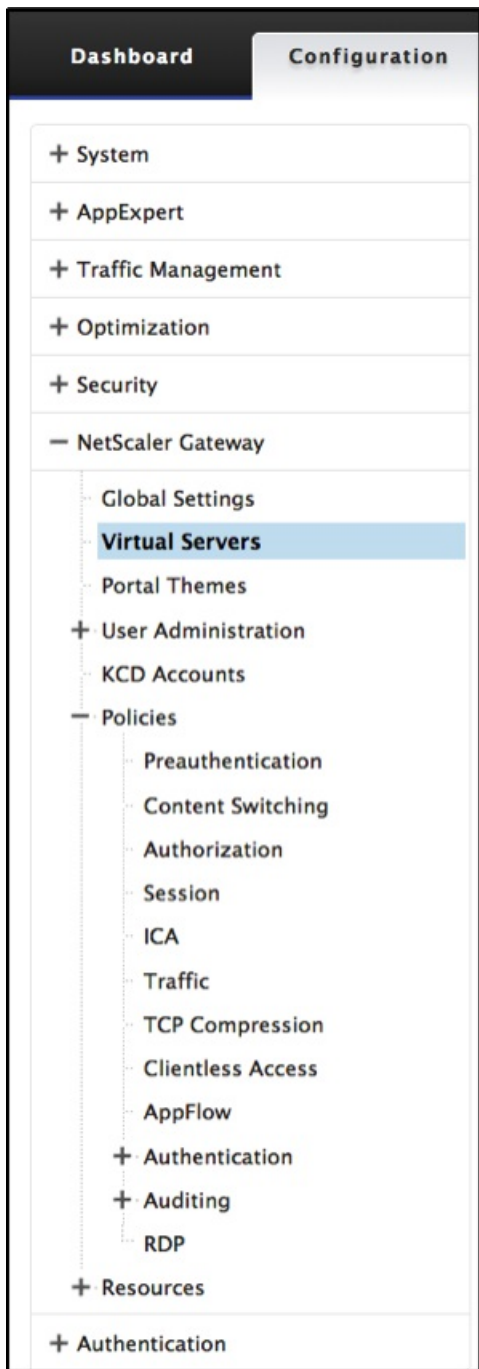 Dashboard Configuration
System
AppExpert
Traffic Management
Optimization
Security
NetScaler Gateway
Global Settings
Virtual Servers
Portal Themes
User Administration
KCD Accounts
Policies
Preauthentication
Content Switching
Authorization
Session
ICA
Traffic
TCP Compression
Clientless Access
AppFlow
Authentication
Auditing
RDP
Resources
Authentication